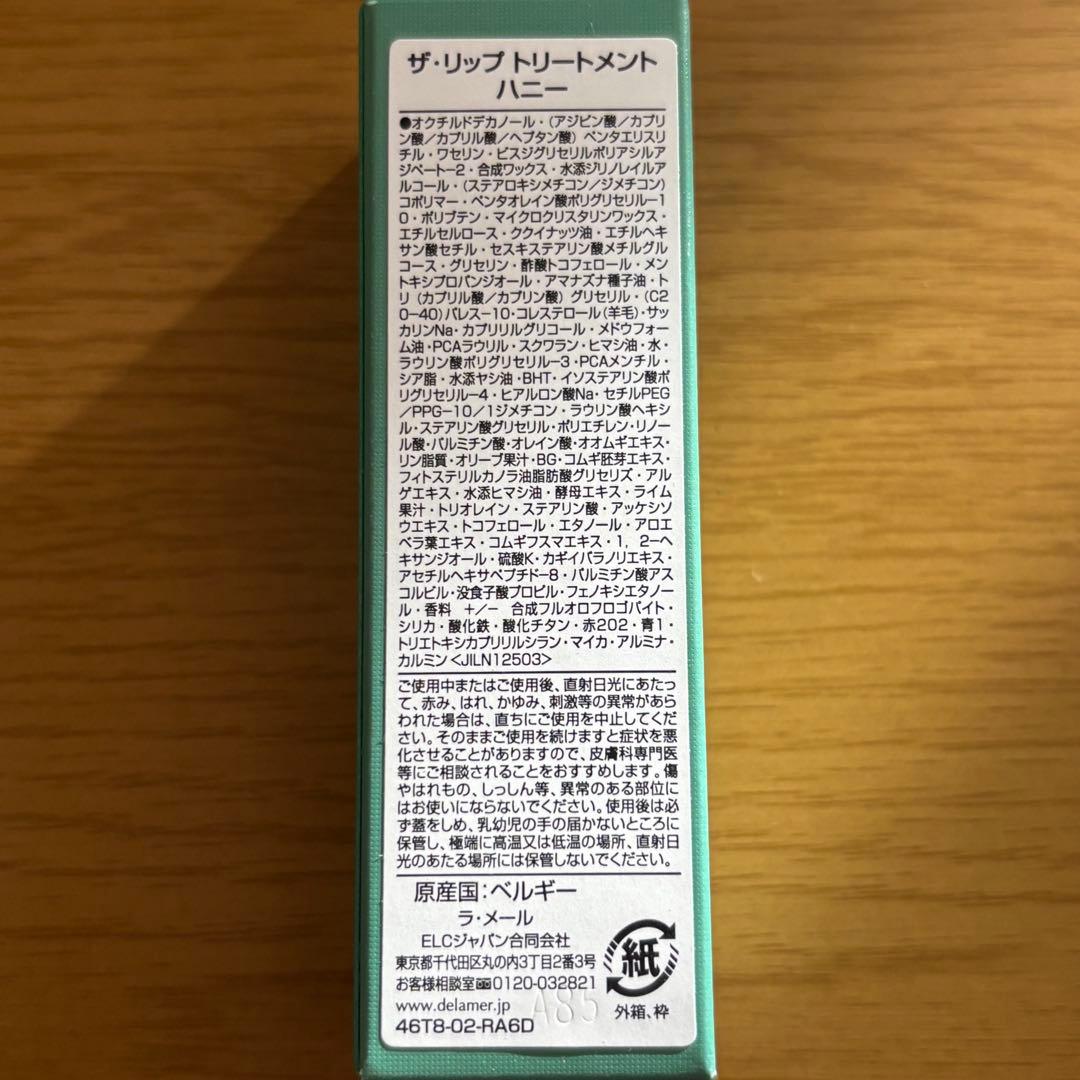 ザ・リップ トリートメント
ハニー
●オクチルドデカノール・(アジピン酸/カプリ
ン酸/カプリル酸/ヘプタン酸)ペンタエリスリ
チル・ワセリン・ビスジグリセリルポリアシルア
ジペート-2・合成ワックス・水添ジリノレイルア
ルコール・(ステアロキシメチコン/ジメチコン)
コポリマー・ペンタオレイン酸ポリグリセリル-1
0・ポリブテン・マイクロクリスタリンワックス・
エチルセルロース・ククイナッツ油・エチルヘキ
サン酸セチル・セスキステアリン酸メチルグル
コース・グリセリン・酢酸トコフェロール・メン
トキシプロパンジオール・アマナズナ種子油・ト
リ(カプリル酸/カプリン酸)グリセリル・(C2
0-40)パレス-10・コレステロール(羊毛)・サッ
カリンNa・カプリリルグリコール・メドウフォー
ム油・PCAラウリル・スクワラン・ヒマシ油・水
・ラウリン酸ポリグリセリル-3・PCAメンチル・
シア脂・水添ヤシ油・BHT・イソステアリン酸ポ
リグリセリル-4・ヒアルロン酸Na・セチルPEG
/PPG-10/1ジメチコン・ラウリン酸ヘキシ
ル・ステアリン酸グリセリル・ポリエチレン・リノー
ル酸・パルミチン酸・オレイン酸・オオムギエキス・
リン脂質・オリーブ果汁・BG・コムギ胚芽エキス・
フィトステリルカノラ油脂肪酸グリセリズ・アル
ゲエキス・水添ヒマシ油・酵母エキス・ライム
果汁・トリオレイン・ステアリン酸・アッケシソ
ウエキス・トコフェロール・エタノール・アロエ
ベラ葉エキス・コムギフスマエキス・1,2-ヘ
キサンジオール・硫酸K・カギイバラノリエキス・
アセチルヘキサペプチド-8・パルミチン酸アス
コルビル・没食子酸プロピル・フェノキシエタノー
ル・香料 +/- 合成フルオロフロゴパイト・
シリカ・酸化鉄・酸化チタン・赤202・青1・
トリエトキシカプリリルシラン・マイカ・アルミナ・
カルミン<JILN12503>
ご使用中またはご使用後、直射日光にあたっ
て、赤み、はれ、かゆみ、刺激等の異常があら
われた場合は、直ちにご使用を中止してくだ
さい。そのままご使用を続けますと症状を悪
化させることがありますので、皮膚科専門医
等にご相談されることをおすすめします。傷
やはれもの、しっしん等、異常のある部位に
はお使いにならないでください。使用後は必
ず蓋をしめ、乳幼児の手の届かないところに
保管し、極端に高温又は低温の場所、直射日
光のあたる場所には保管しないでください。
原産国:ベルギー
ラ・メール
ELCジャパン合同会社
東京都千代田区丸の内3丁目2番3号
お客様相談室 0120-032821
www.delamer.jp
46T8-02-RA6D
A85
紙
外箱、枠